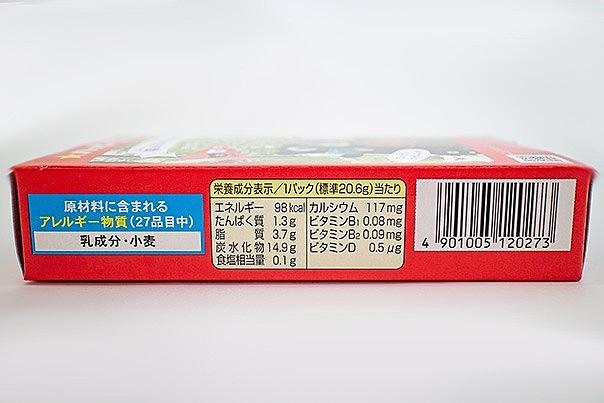 原材料に含まれる
アレルギー物質(27品目中)
乳成分・小麦
栄養成分表示/1パック(標準20.6g)当たり
エネルギー 98kcal
たんぱく質 1.3g
脂質 3.7g
炭水化物 14.9g
食塩相当量 0.1g
カルシウム 117mg
ビタミンB₁ 0.08mg
ビタミンB₂ 0.09mg
ビタミンD 0.5μg
4 901005 120273